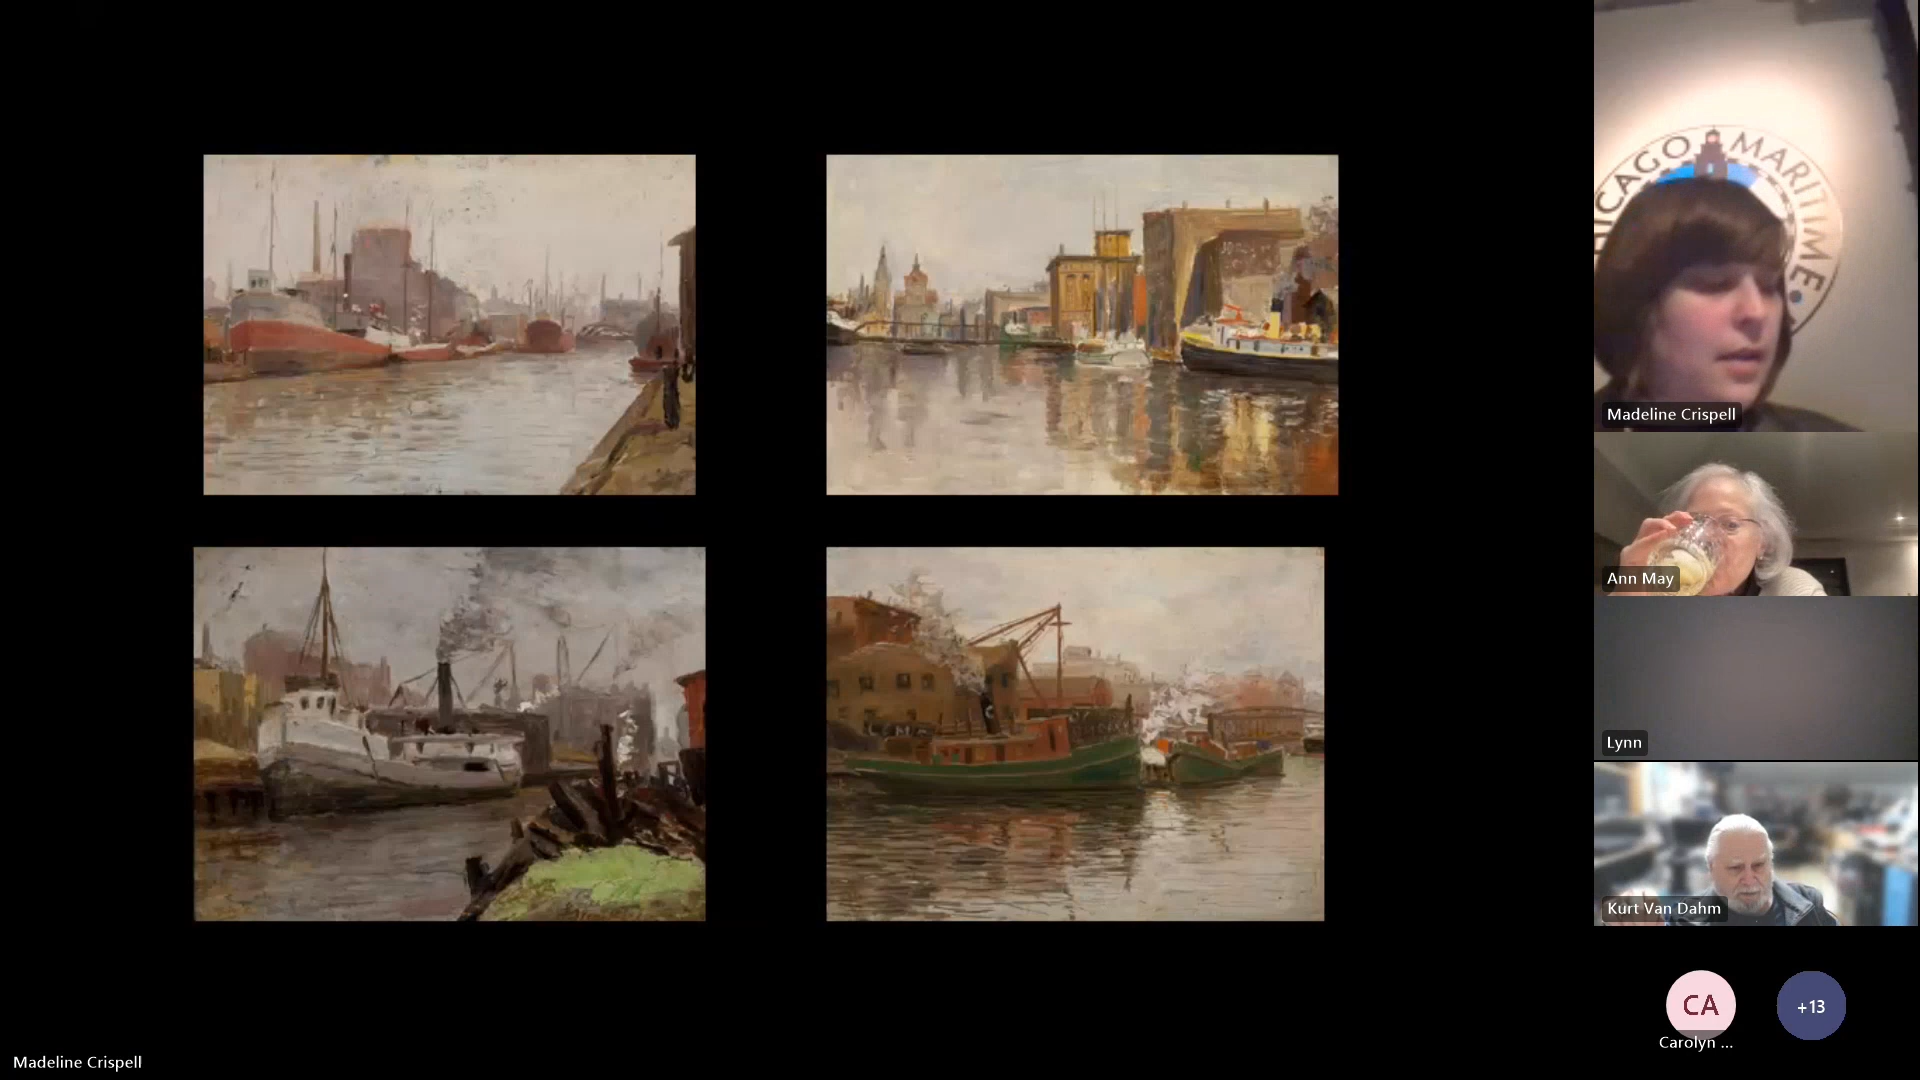 CHICAGO MARITIME
Madeline Crispell
Ann May
Lynn
Kurt Van Dahm
CA
+13
Carolyn ...
Madeline Crispell